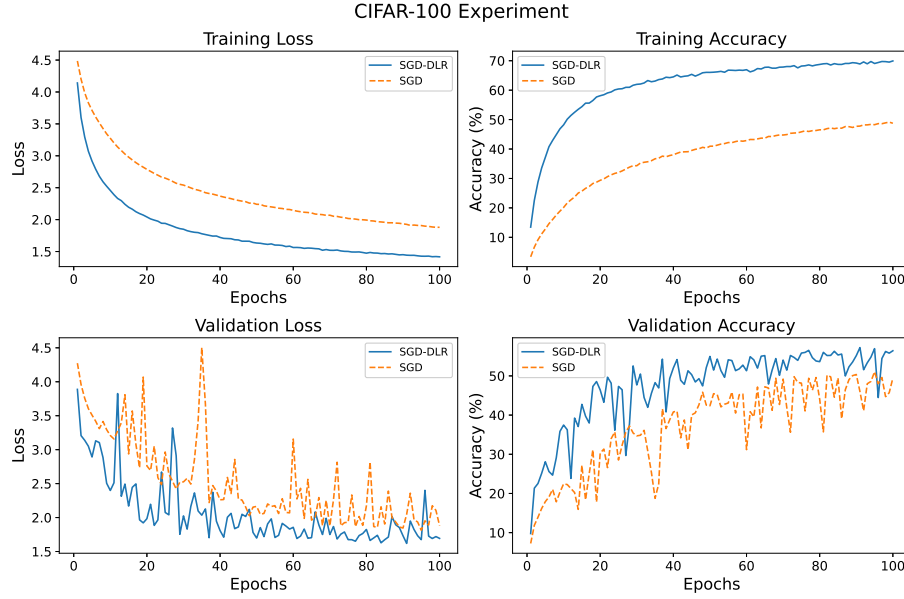 CIFAR-100 Experiment
Training Loss
Loss
4.5
4.0
3.5
3.0
2.5
2.0
1.5
SGD-DLR
SGD
0 20 40 60 80 100
Epochs
Training Accuracy
Accuracy (%)
70
60
50
40
30
20
10
SGD-DLR
SGD
0 20 40 60 80 100
Epochs
Validation Loss
Loss
4.5
4.0
3.5
3.0
2.5
2.0
1.5
SGD-DLR
SGD
0 20 40 60 80 100
Epochs
Validation Accuracy
Accuracy (%)
50
40
30
20
10
SGD-DLR
SGD
0 20 40 60 80 100
Epochs